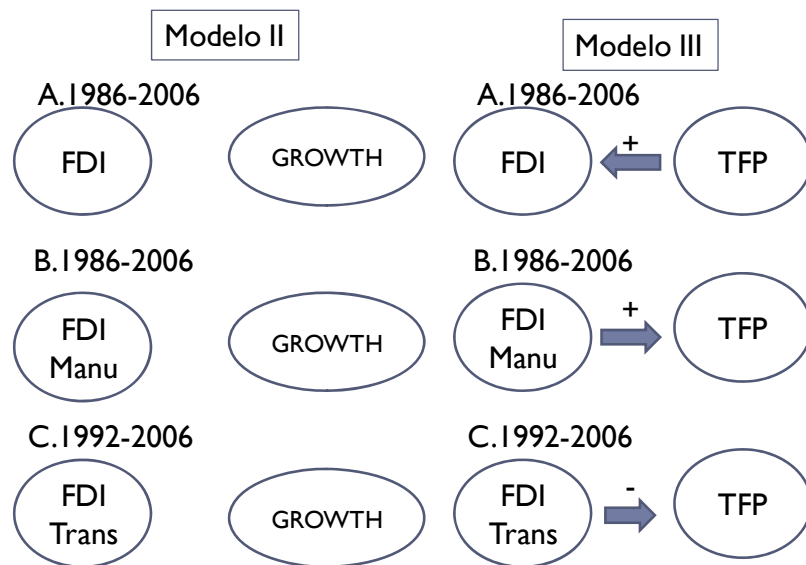 Modelo II
A.1986-2006
FDI
GROWTH
B.1986-2006
FDI
Manu
GROWTH
C.1992-2006
FDI
Trans
GROWTH
Modelo III
A.1986-2006
FDI
+
TFP
B.1986-2006
FDI
Manu
+
TFP
C.1992-2006
FDI
Trans
-
TFP